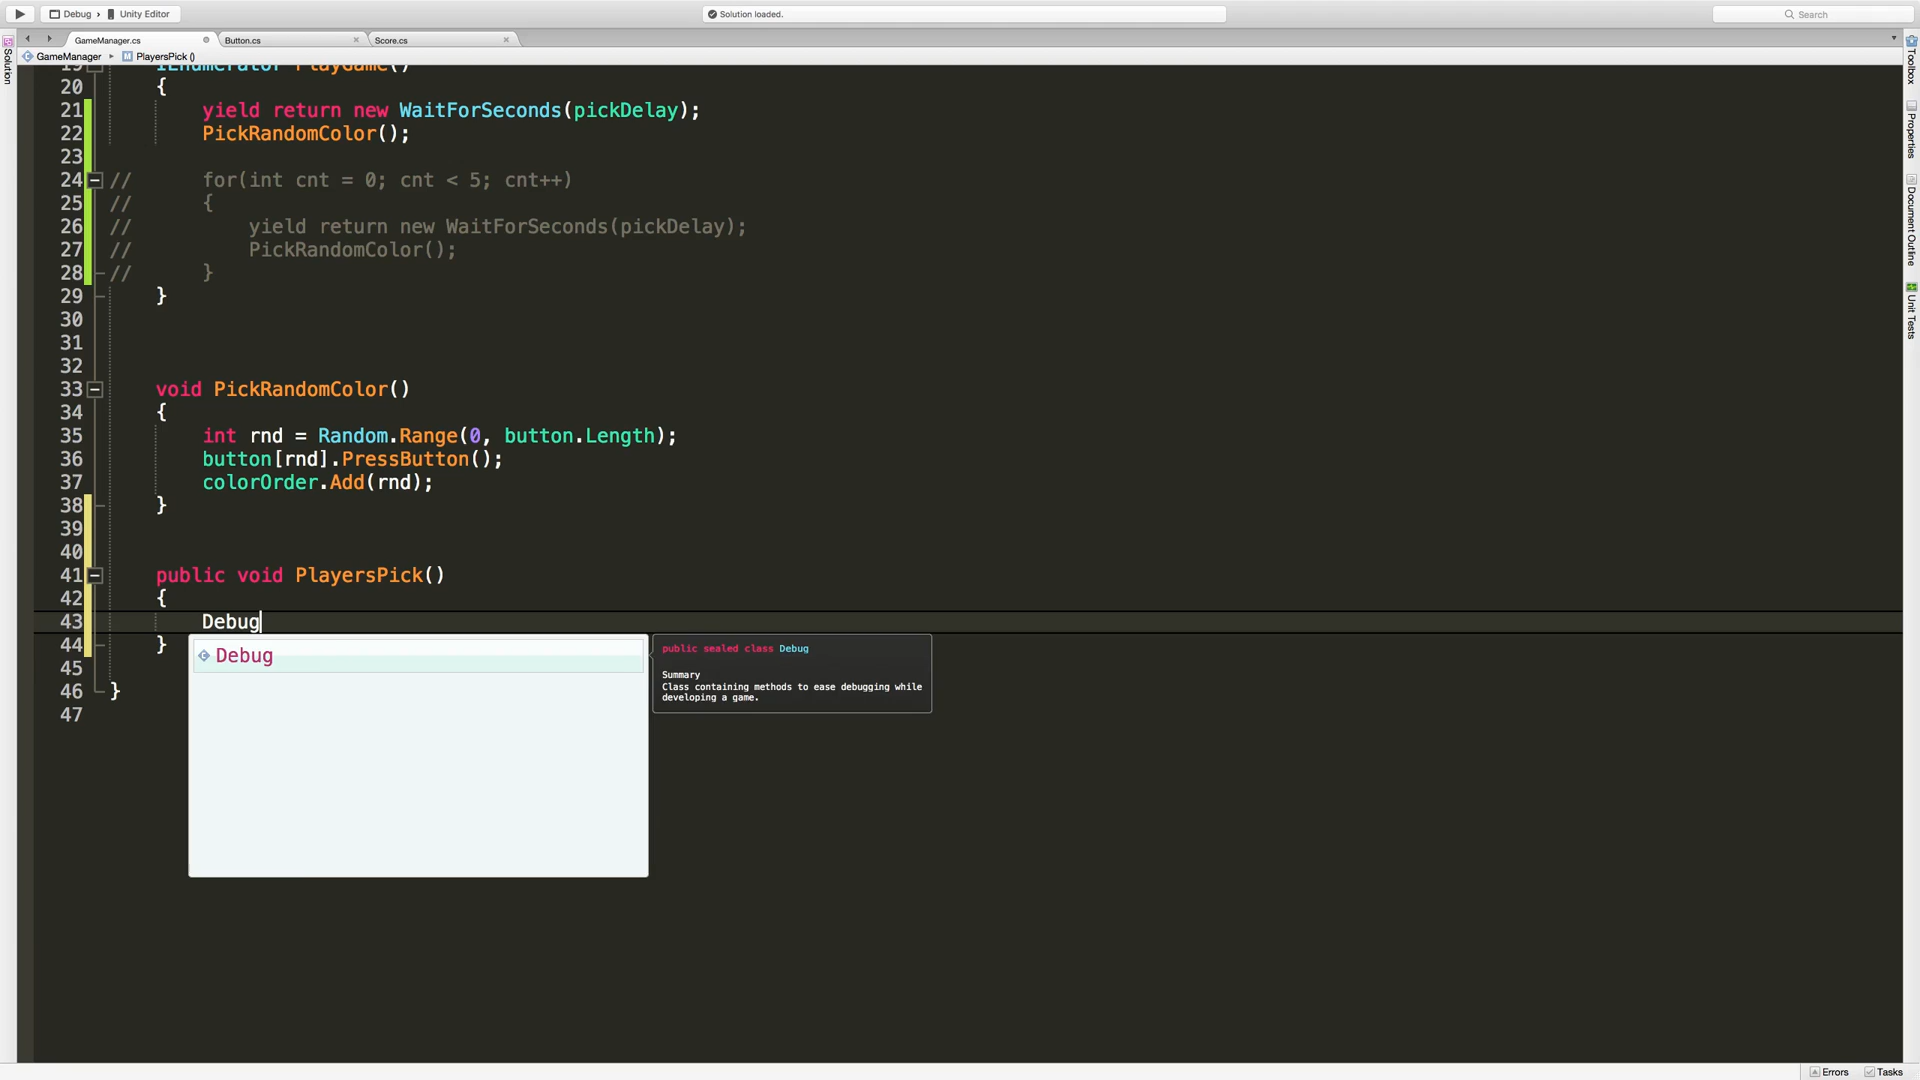 Debug › Unity Editor
Solution loaded.
Search
GameManager.cs
Button.cs
Score.cs
GameManager ▸ PlayersPick ()
Solution
Toolbox
Properties
Document Outline
Unit Tests
19 IEnumerator PlayGame()
20 {
21 yield return new WaitForSeconds(pickDelay);
22 PickRandomColor();
23
24 // for(int cnt = 0; cnt < 5; cnt++)
25 // {
26 // yield return new WaitForSeconds(pickDelay);
27 // PickRandomColor();
28 // }
29 }
30
31
32
33 void PickRandomColor()
34 {
35 int rnd = Random.Range(0, button.Length);
36 button[rnd].PressButton();
37 colorOrder.Add(rnd);
38 }
39
40
41 public void PlayersPick()
42 {
43 Debug
44 }
45
46 }
47
Debug
public sealed class Debug
Summary
Class containing methods to ease debugging while
developing a game.
Errors
Tasks